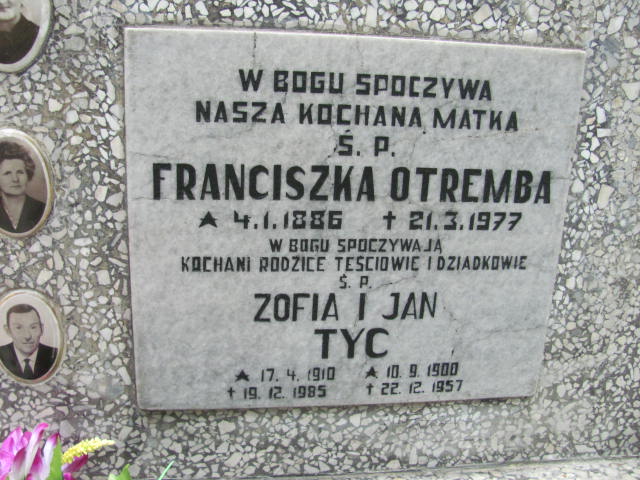 W BOGU SPOCZYWA
NASZA KOCHANA MATKA
Ś. P.
FRANCISZKA OTREMBA
★ 4.1.1886 ✝ 21.3.1977
W BOGU SPOCZYWAJĄ
KOCHANI RODZICE TEŚCIOWIE I DZIADKOWIE
Ś. P.
ZOFIA I JAN
TYC
★ 17.4.1910 ★ 10.9.1900
✝ 19.12.1985 ✝ 22.12.1957